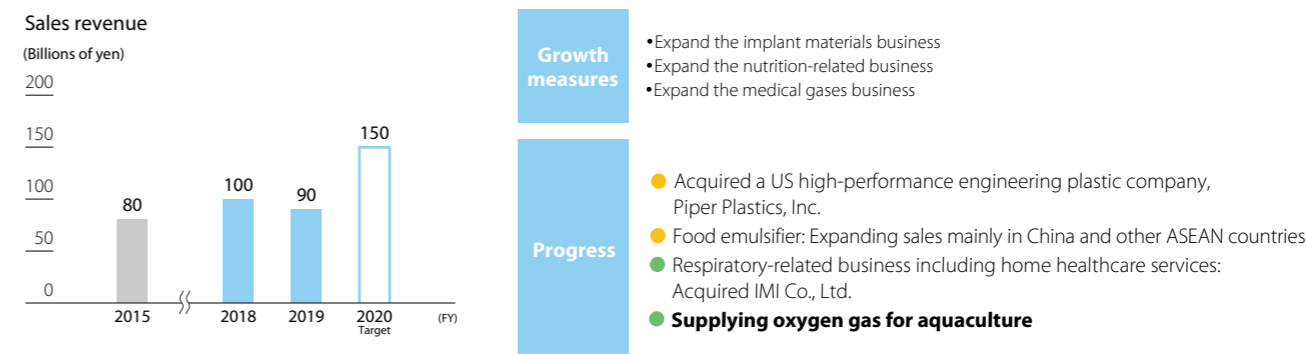 Sales revenue
(Billions of yen)
200
150
100
50
0
80
100
90
150
2015
2018
2019
2020
Target
(FY)
Growth
measures
•Expand the implant materials business
•Expand the nutrition-related business
•Expand the medical gases business
Progress
Acquired a US high-performance engineering plastic company,
Piper Plastics, Inc.
Food emulsifier: Expanding sales mainly in China and other ASEAN countries
Respiratory-related business including home healthcare services:
Acquired IMI Co., Ltd.
Supplying oxygen gas for aquaculture